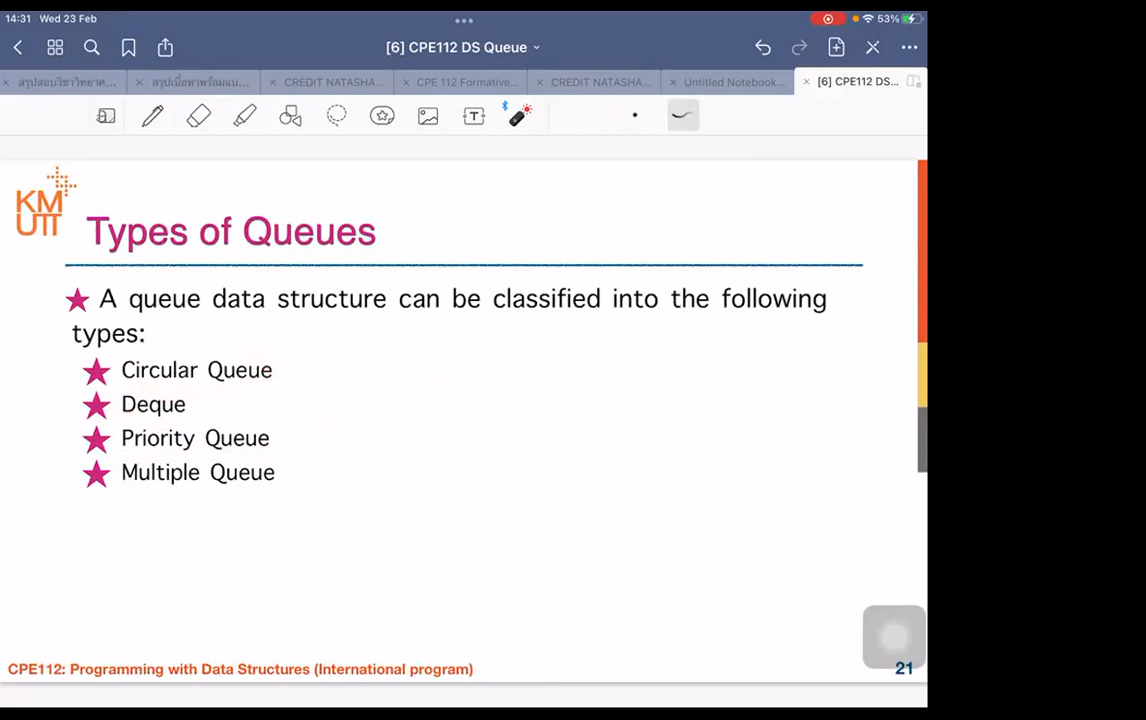 14:31 Wed 23 Feb
53%
[6] CPE112 DS Queue
สรุปสอบวิชาวิทยาศ...
สรุปเนื้อหาพร้อมแบ...
CREDIT NATASHA...
CPE 112 Formative...
CREDIT NATASHA...
Untitled Notebook...
[6] CPE112 DS...
KM
UTT
Types of Queues
A queue data structure can be classified into the following
types:
Circular Queue
Deque
Priority Queue
Multiple Queue
CPE112: Programming with Data Structures (International program)
21